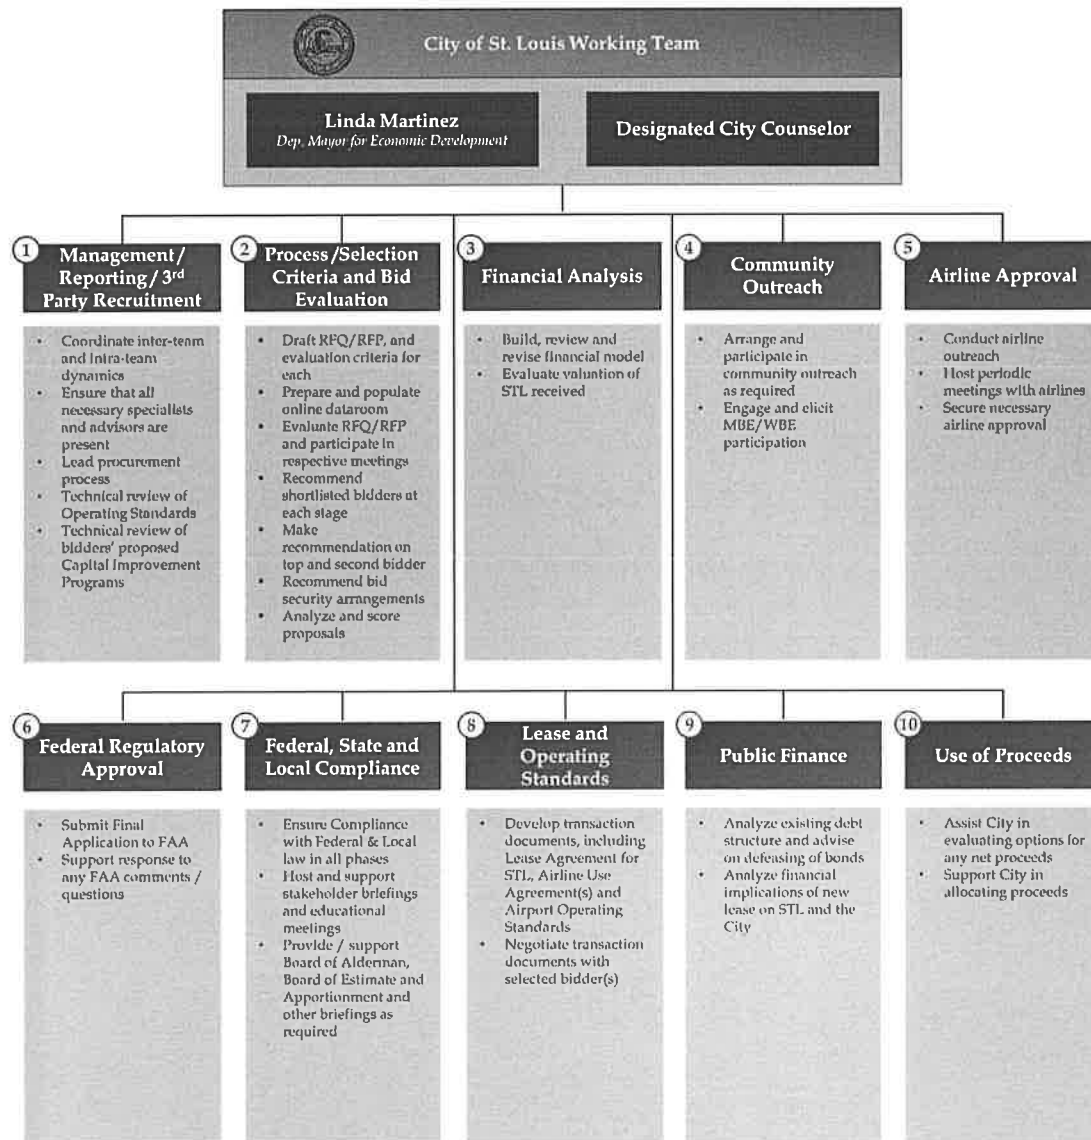 City of St. Louis Working Team
Linda Martinez
Dep. Mayor for Economic Development
Designated City Counselor
1
Management/
Reporting/ 3rd
Party Recruitment
• Coordinate inter-team
and intra-team
dynamics
• Ensure that all
necessary specialists
and advisors are
present
• Lead procurement
process
• Technical review of
Operating Standards
• Technical review of
bidders' proposed
Capital Improvement
Programs
2
Process/Selection
Criteria and Bid
Evaluation
• Draft RFQ/RFP, and
evaluation criteria for
each
• Prepare and populate
online dataroom
• Evaluate RFQ/RFP
and participate in
respective meetings
• Recommend
shortlisted bidders at
each stage
• Make
recommendation on
top and second bidder
• Recommend bid
security arrangements
• Analyze and score
proposals
3
Financial Analysis
• Build, review and
revise financial model
• Evaluate valuation of
STL received
4
Community
Outreach
• Arrange and
participate in
community outreach
as required
• Engage and elicit
MBE/WBE
participation
5
Airline Approval
• Conduct airline
outreach
• Host periodic
meetings with airlines
• Secure necessary
airline approval
6
Federal Regulatory
Approval
• Submit Final
Application to FAA
• Support response to
any FAA comments /
questions
7
Federal, State and
Local Compliance
• Ensure Compliance
with Federal & Local
law in all phases
• Host and support
stakeholder briefings
and educational
meetings
• Provide / support
Board of Alderman,
Board of Estimate and
Apportionment and
other briefings as
required
8
Lease and
Operating
Standards
• Develop transaction
documents, including
Lease Agreement for
STL, Airline Use
Agreement(s) and
Airport Operating
Standards
• Negotiate transaction
documents with
selected bidder(s)
9
Public Finance
• Analyze existing debt
structure and advise
on defeasing of bonds
• Analyze financial
implications of new
lease on STL and the
City
10
Use of Proceeds
• Assist City in
evaluating options for
any net proceeds
• Support City in
allocating proceeds